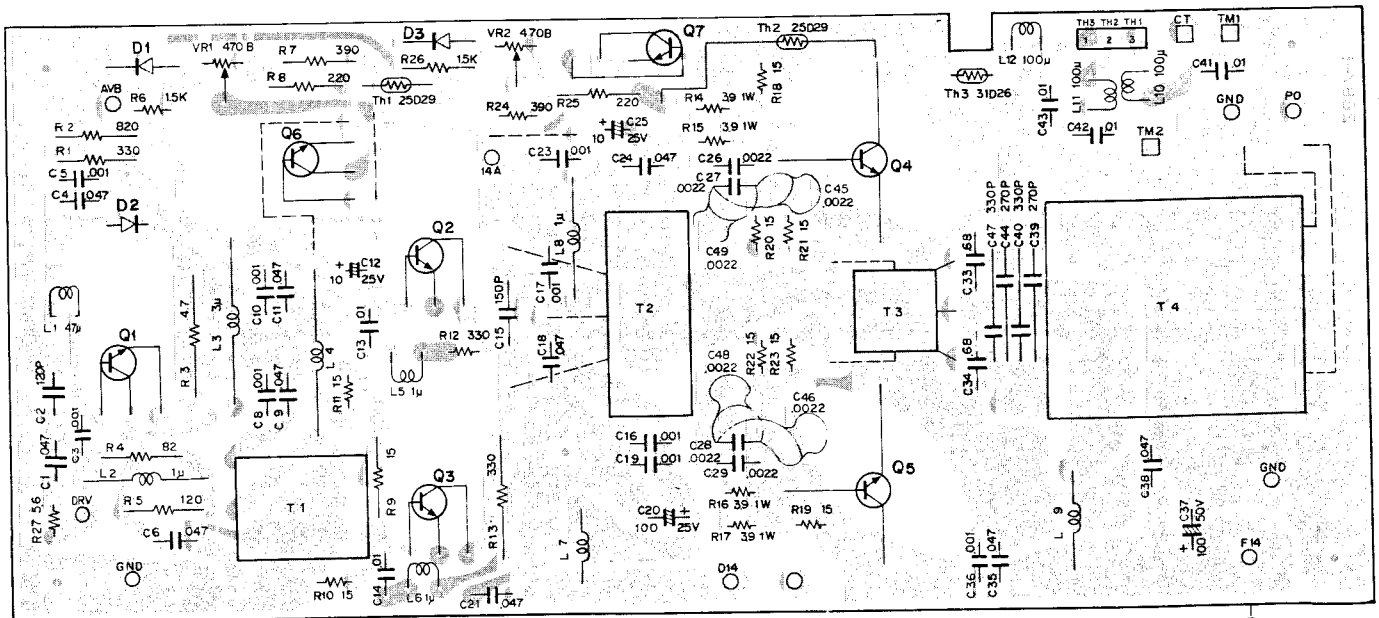 D1
VR1 470B
R7 390
D3
VR2 470B
Q7
Th2 25D29
L12 100µ
TH3 TH2 TH1
1 2 3
CT
TM1
R26 1.5K
R8 220
Th1 25D29
AVB
R6 1.5K
R24 390
R25 220
R14 39 1W
R18 15
Th3 31D26
C43 .01
L11 100µ
L10 100µ
C41 .01
GND
PO
R2 820
R1 330
Q6
10 C25 25V
R15 3.9 1W
C42 .01
TM2
C5 .001
C4 .047
14A
C23 .001
C24 .047
C26 .0022
C27 .0022
Q4
D2
Q2
C45 .0022
L8 1µ
R20 15
R21 15
C49 .0022
C47 330P
C44 270P
C40 330P
C39 270P
C12
10 25V
C10 .001
C11 .047
C17 .001
C33 .68
L1 47µ
R3 4.7
L3 3µ
C13 .01
C15 150P
T2
T3
T4
Q1
R12 330
C18 .047
R22 15
R23 15
C34 .68
L4
L5 1µ
C48 .0022
C2 120P
R11 15
C8 .001
C9 .047
C46 .0022
C3 .001
R4 82
C16 .001
C28 .0022
C19 .001
C29 .0022
C1 .047
L2 1µ
R9 15
Q3
R13 330
Q5
C38 .047
GND
R27 56
DRV
R5 120
T1
R16 39 1W
R19 15
C20
100 25V
R17 39 1W
L9
C37 50V
100
C6 .047
L7
GND
R10 15
C14 .01
L6 1µ
C21 .047
D14
C36 .001
C35 .047
F14